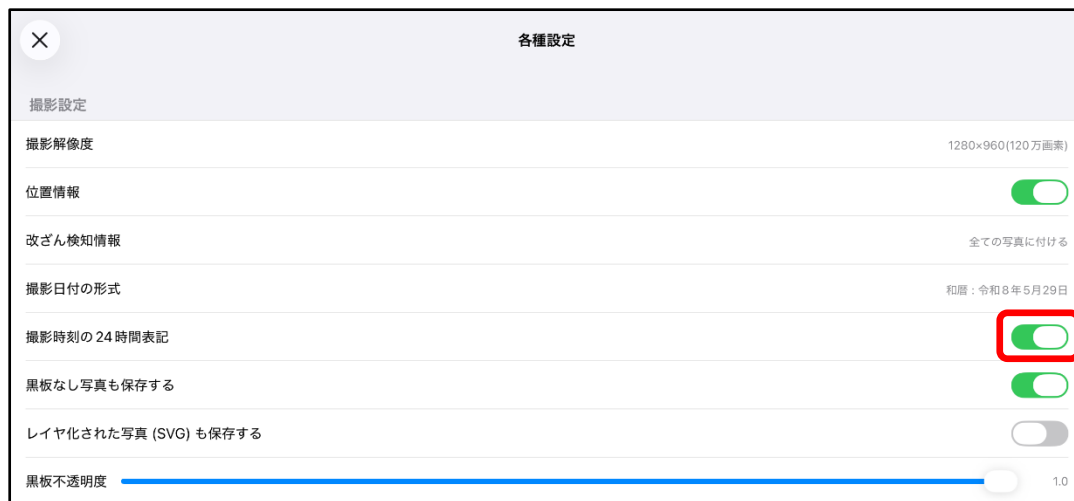 各種設定
撮影設定
撮影解像度 1280×960(120万画素)
位置情報
改ざん検知情報 全ての写真に付ける
撮影日付の形式 和暦 : 令和8年5月29日
撮影時刻の24時間表記
黒板なし写真も保存する
レイヤ化された写真 (SVG) も保存する
黒板不透明度 1.0